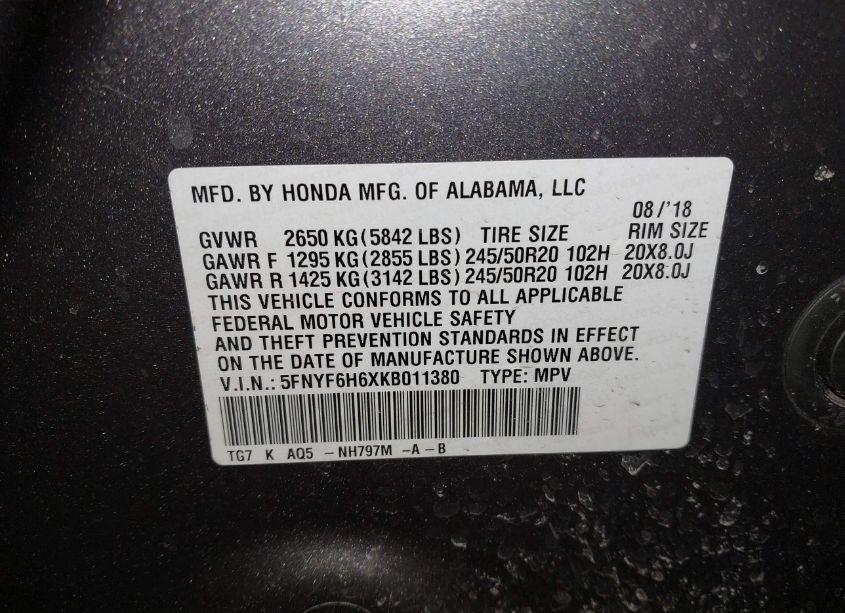 MFD. BY HONDA MFG. OF ALABAMA, LLC
08/'18
GVWR 2650 KG(5842 LBS) TIRE SIZE RIM SIZE
GAWR F 1295 KG(2855 LBS) 245/50R20 102H 20X8.0J
GAWR R 1425 KG(3142 LBS) 245/50R20 102H 20X8.0J
THIS VEHICLE CONFORMS TO ALL APPLICABLE
FEDERAL MOTOR VEHICLE SAFETY
AND THEFT PREVENTION STANDARDS IN EFFECT
ON THE DATE OF MANUFACTURE SHOWN ABOVE.
V.I.N.: 5FNYF6H6XKB011380 TYPE: MPV
TG7 K AQ5 -NH797M -A-B